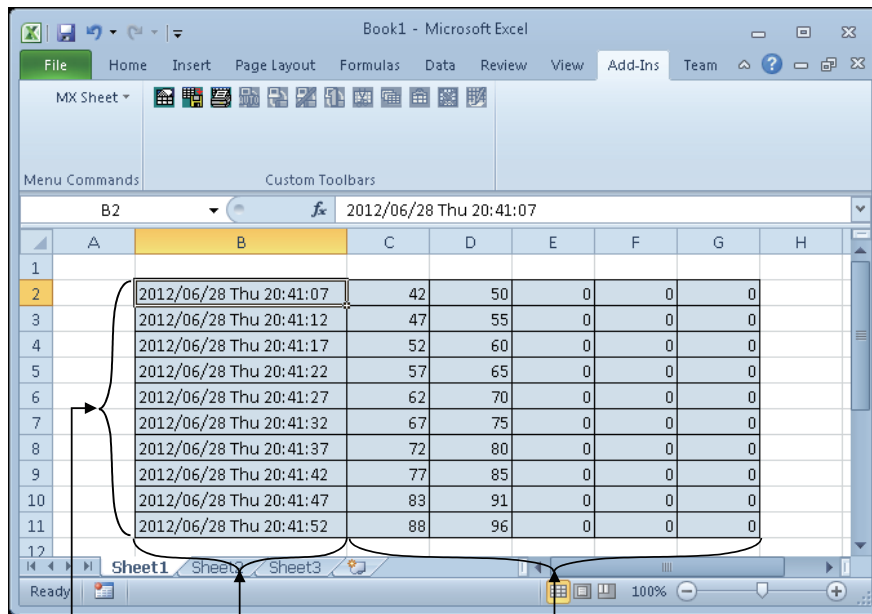 Book1 - Microsoft Excel
File Home Insert Page Layout Formulas Data Review View Add-Ins Team
MX Sheet
Menu Commands Custom Toolbars
B2 fx 2012/06/28 Thu 20:41:07
A B C D E F G H
1
2 2012/06/28 Thu 20:41:07 42 50 0 0 0
3 2012/06/28 Thu 20:41:12 47 55 0 0 0
4 2012/06/28 Thu 20:41:17 52 60 0 0 0
5 2012/06/28 Thu 20:41:22 57 65 0 0 0
6 2012/06/28 Thu 20:41:27 62 70 0 0 0
7 2012/06/28 Thu 20:41:32 67 75 0 0 0
8 2012/06/28 Thu 20:41:37 72 80 0 0 0
9 2012/06/28 Thu 20:41:42 77 85 0 0 0
10 2012/06/28 Thu 20:41:47 83 91 0 0 0
11 2012/06/28 Thu 20:41:52 88 96 0 0 0
12
Sheet1 Sheet2 Sheet3
Ready 100%